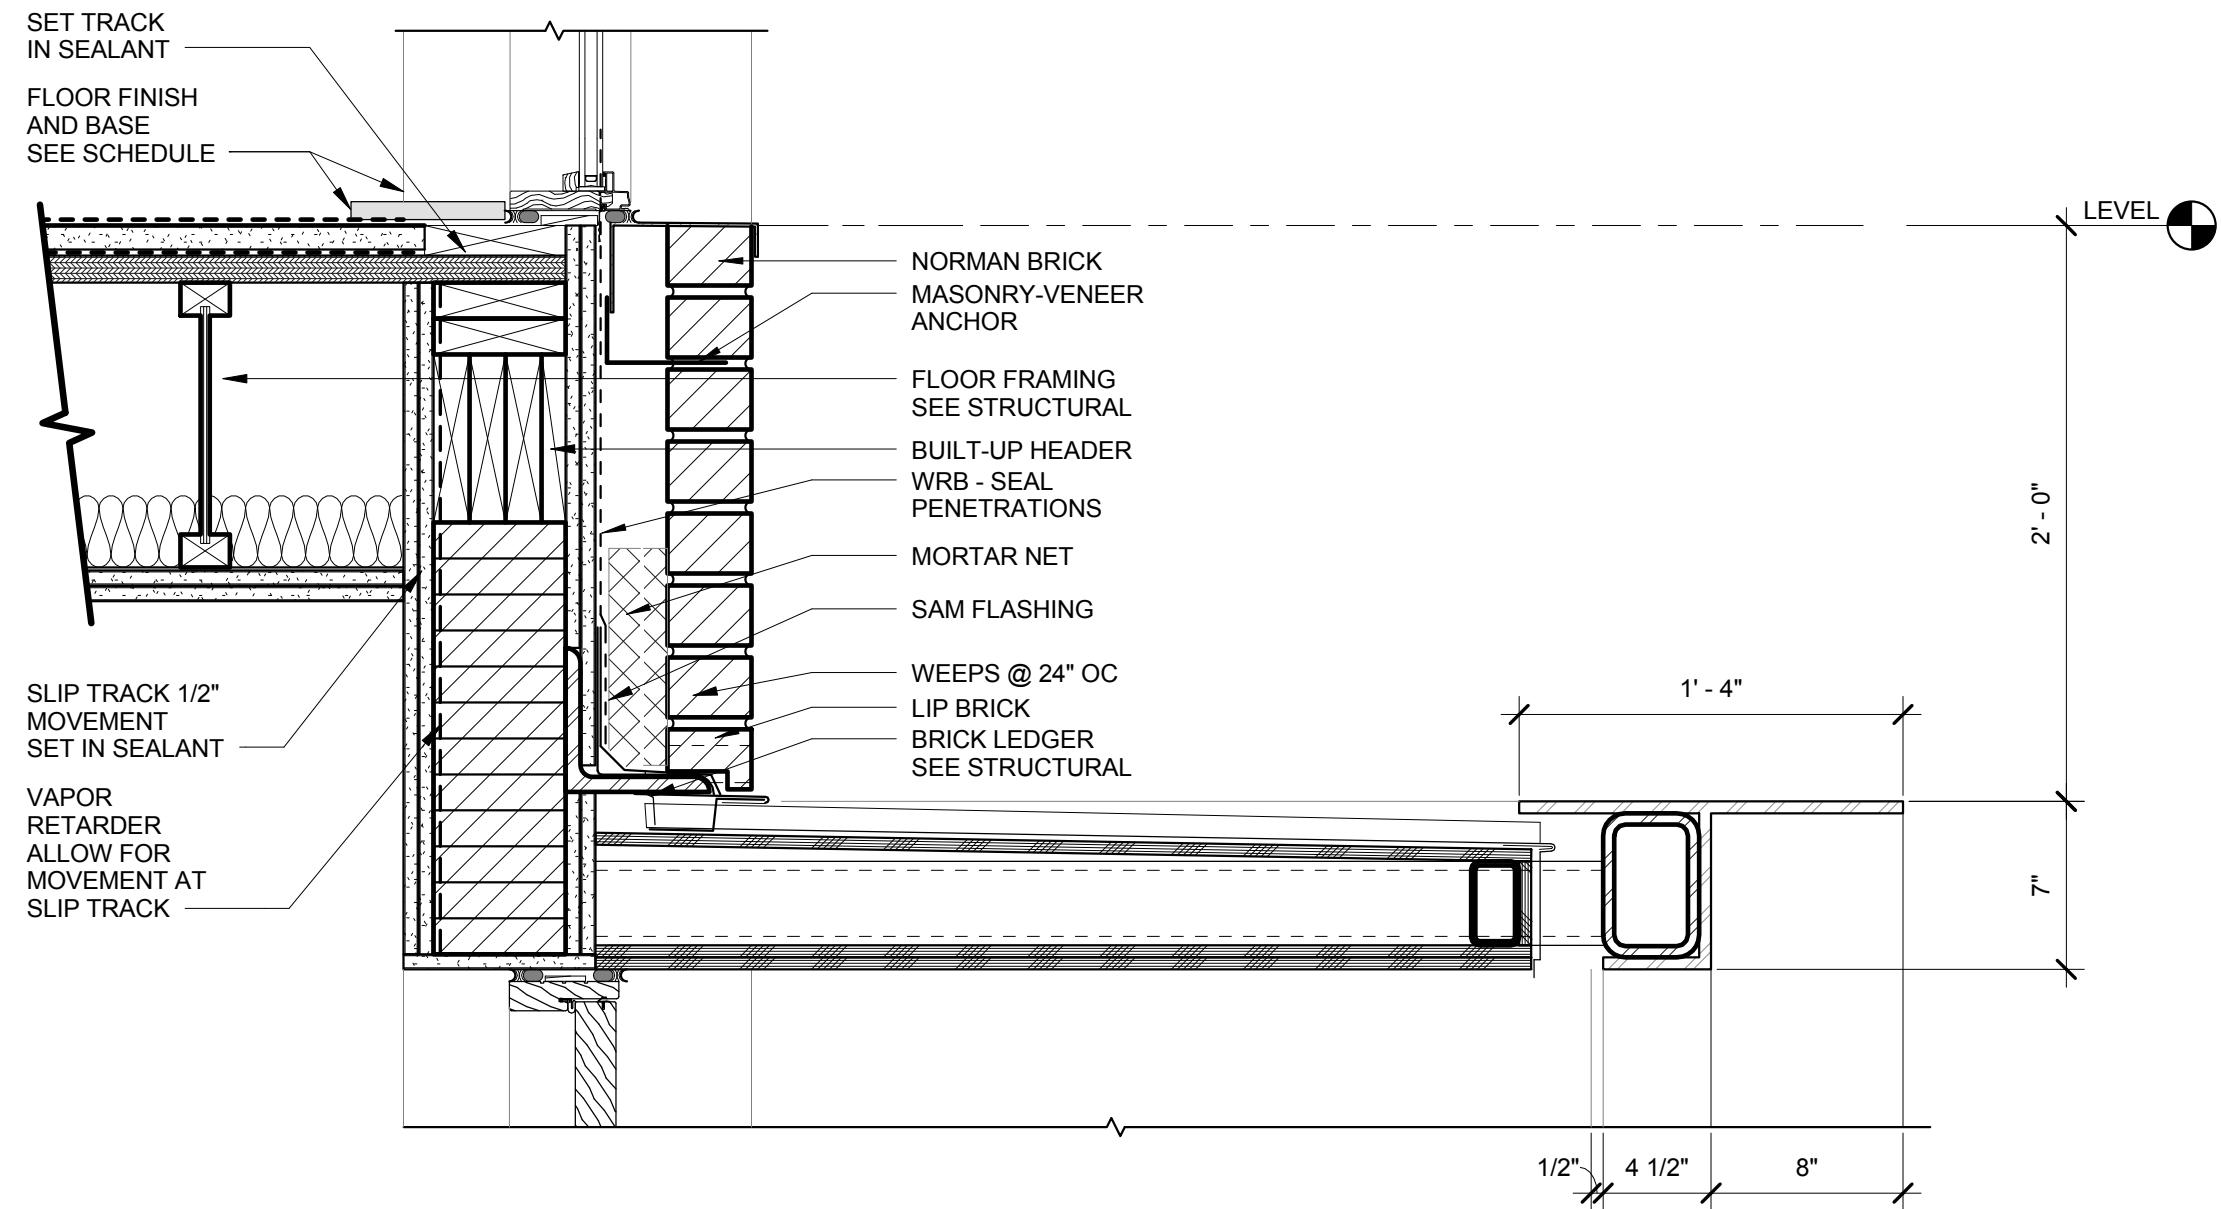 SET TRACK
IN SEALANT
FLOOR FINISH
AND BASE
SEE SCHEDULE
LEVEL
NORMAN BRICK
MASONRY-VENEER
ANCHOR
FLOOR FRAMING
SEE STRUCTURAL
BUILT-UP HEADER
WRB - SEAL
PENETRATIONS
MORTAR NET
SAM FLASHING
WEEPS @ 24" OC
LIP BRICK
BRICK LEDGER
SEE STRUCTURAL
SLIP TRACK 1/2"
MOVEMENT
SET IN SEALANT
VAPOR
RETARDER
ALLOW FOR
MOVEMENT AT
SLIP TRACK
2' - 0"
1' - 4"
7"
1/2"
4 1/2"
8"